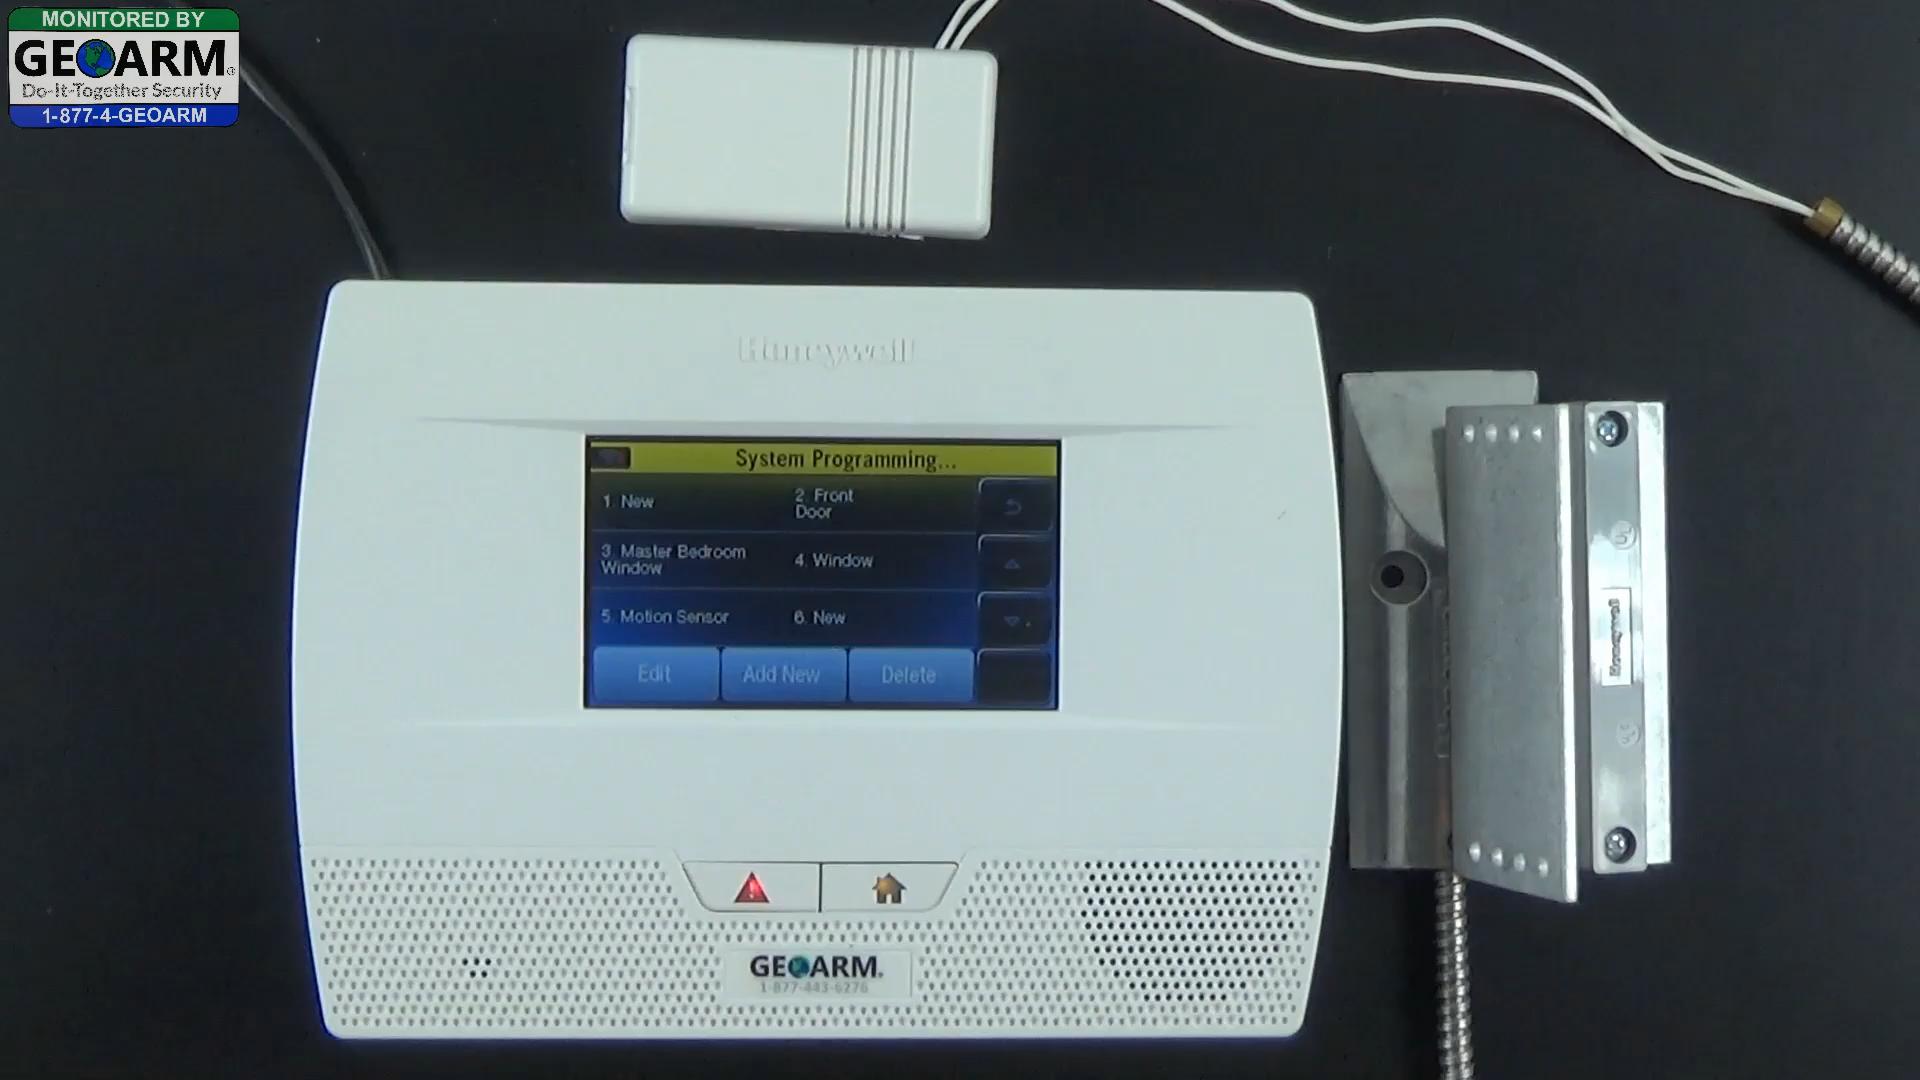 MONITORED BY
GEOARM®
Do-It-Together Security
1-877-4-GEOARM
Honeywell
System Programming...
1. New
2. Front
Door
3. Master Bedroom
Window
4. Window
5. Motion Sensor
6. New
Edit
Add New
Delete
Honeywell
GEOARM®
1-877-443-6276